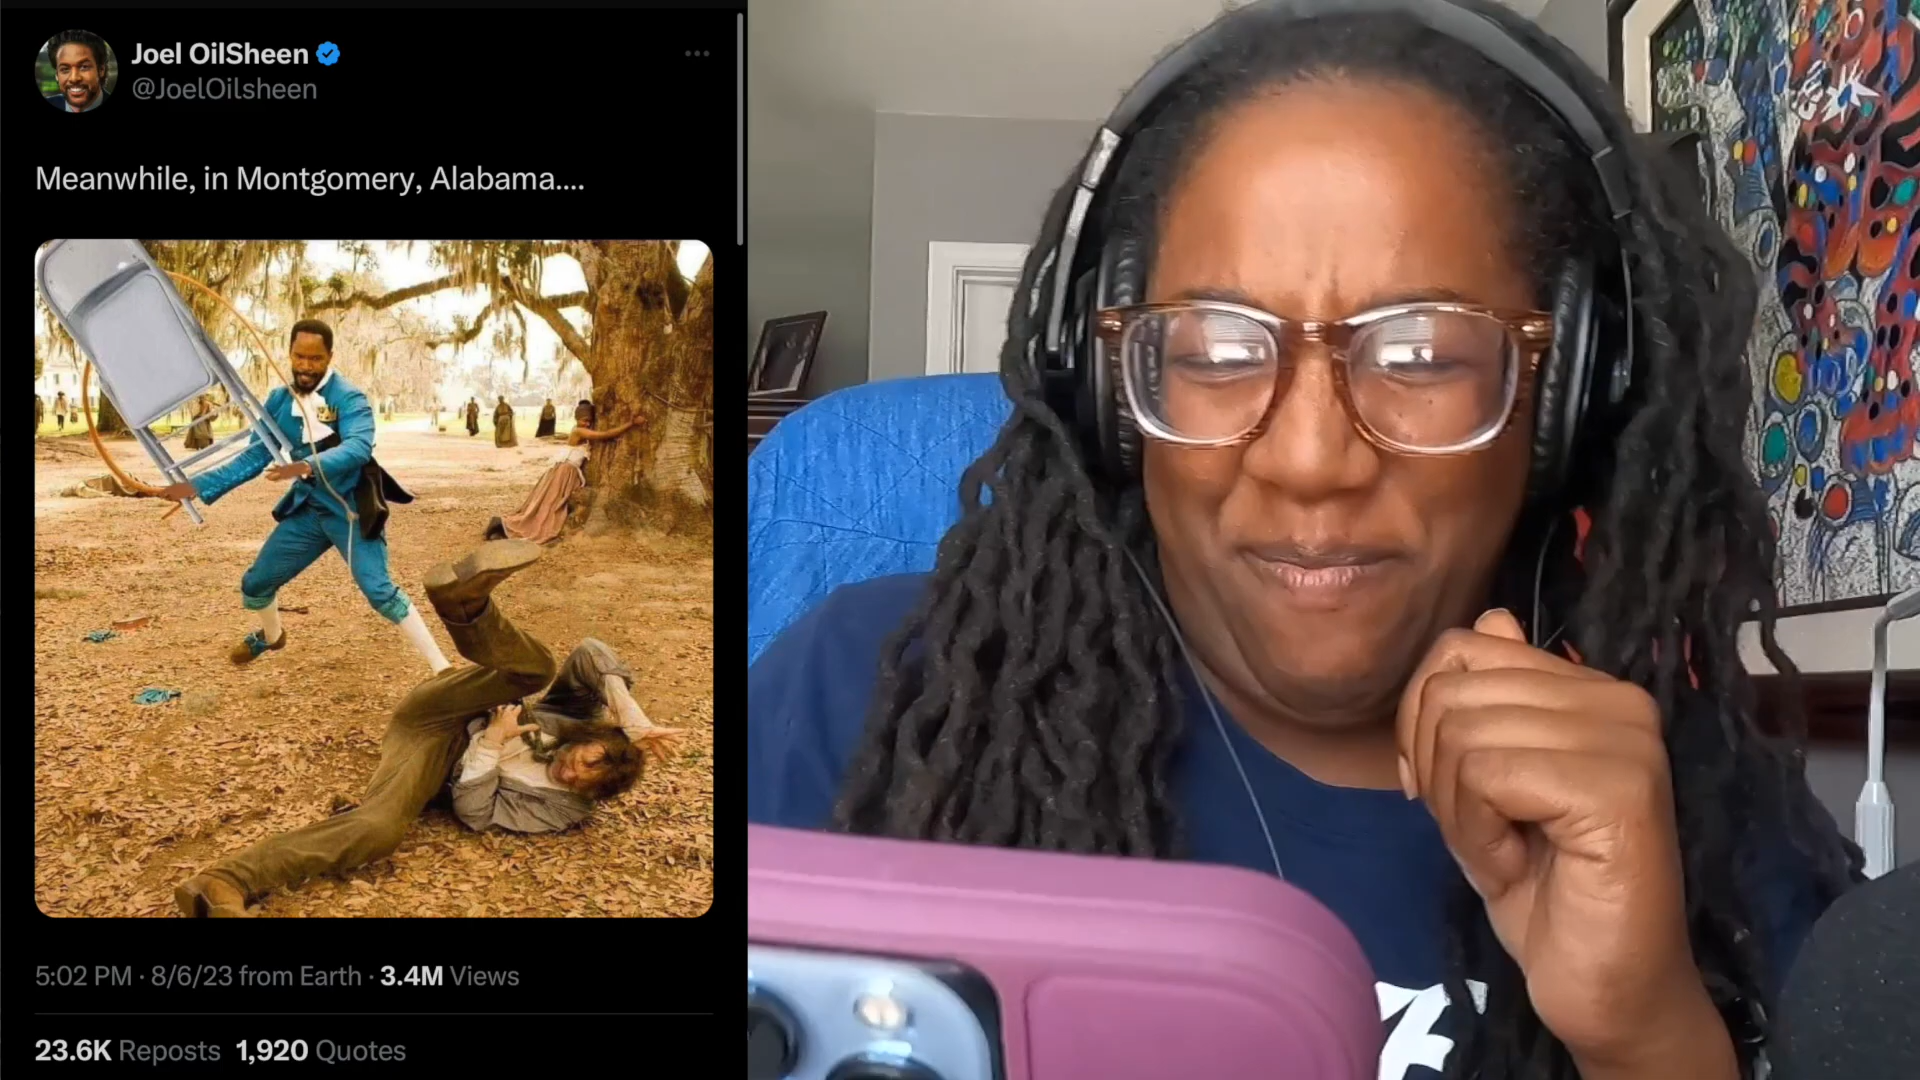 Joel OilSheen
@JoelOilsheen
Meanwhile, in Montgomery, Alabama....
5:02 PM · 8/6/23 from Earth · 3.4M Views
23.6K Reposts 1,920 Quotes